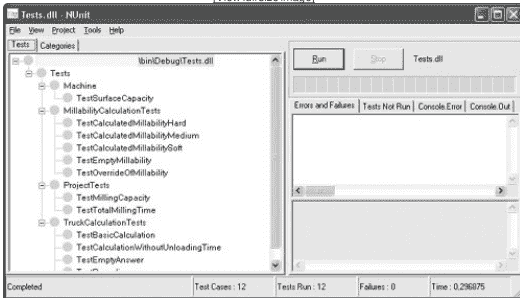 Tests.dll - NUnit
File View Project Tools Help
Tests Categories
\bin\Debug\Tests.dll
Tests
Machine
TestSurfaceCapacity
MillabilityCalculationTests
TestCalculatedMillabilityHard
TestCalculatedMillabilityMedium
TestCalculatedMillabilitySoft
TestEmptyMillability
TestOverrideOfMillability
ProjectTests
TestMillingCapacity
TestTotalMillingTime
TruckCalculationTests
TestBasicCalculation
TestCalculationWithoutUnloadingTime
TestEmptyAnswer
Run Stop Tests.dll
Errors and Failures Tests Not Run Console.Error Console.Out
Completed Test Cases : 12 Tests Run : 12 Failures : 0 Time : 0,296875